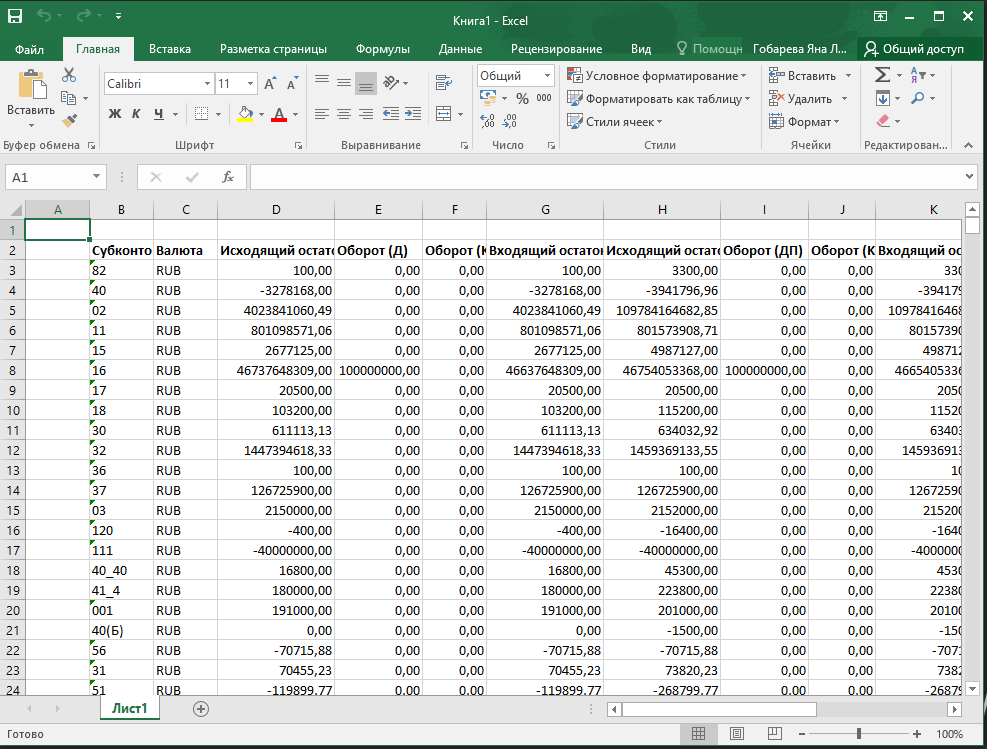 Книга1 - Excel
Файл Главная Вставка Разметка страницы Формулы Данные Рецензирование Вид Помощн Гобарева Яна Л... Общий доступ
Calibri 11 Общий Условное форматирование Вставить Σ
Вставить Ж К Ч % 000 Форматировать как таблицу Удалить
Стили ячеек Формат
Буфер обмена Шрифт Выравнивание Число Стили Ячейки Редактирован...
A1 fx
A B C D E F G H I J K
1
2 Субконто Валюта Исходящий остато Оборот (Д) Оборот (К Входящий остаток Исходящий остато Оборот (ДП) Оборот (К Входящий ос
3 82 RUB 100,00 0,00 0,00 100,00 3300,00 0,00 0,00 330
4 40 RUB -3278168,00 0,00 0,00 -3278168,00 -3941796,96 0,00 0,00 -394179
5 02 RUB 4023841060,49 0,00 0,00 4023841060,49 109784164682,85 0,00 0,00 1097841646
6 11 RUB 801098571,06 0,00 0,00 801098571,06 801573908,71 0,00 0,00 80157390
7 15 RUB 2677125,00 0,00 0,00 2677125,00 4987127,00 0,00 0,00 498712
8 16 RUB 46737648309,00 100000000,00 0,00 46637648309,00 46754053368,00 100000000,00 0,00 4665405336
9 17 RUB 20500,00 0,00 0,00 20500,00 20500,00 0,00 0,00 2050
10 18 RUB 103200,00 0,00 0,00 103200,00 115200,00 0,00 0,00 11520
11 30 RUB 611113,13 0,00 0,00 611113,13 634032,92 0,00 0,00 63403
12 32 RUB 1447394618,33 0,00 0,00 1447394618,33 1459369133,55 0,00 0,00 145936913
13 36 RUB 100,00 0,00 0,00 100,00 100,00 0,00 0,00 10
14 37 RUB 126725900,00 0,00 0,00 126725900,00 126725900,00 0,00 0,00 12672590
15 03 RUB 2150000,00 0,00 0,00 2150000,00 2152000,00 0,00 0,00 215200
16 120 RUB -400,00 0,00 0,00 -400,00 -16400,00 0,00 0,00 -1640
17 111 RUB -40000000,00 0,00 0,00 -40000000,00 -40000000,00 0,00 0,00 -4000000
18 40_40 RUB 16800,00 0,00 0,00 16800,00 45300,00 0,00 0,00 4530
19 41_4 RUB 180000,00 0,00 0,00 180000,00 223800,00 0,00 0,00 22380
20 001 RUB 191000,00 0,00 0,00 191000,00 201000,00 0,00 0,00 20100
21 40(Б) RUB 0,00 0,00 0,00 0,00 -1500,00 0,00 0,00 -150
22 56 RUB -70715,88 0,00 0,00 -70715,88 -70715,88 0,00 0,00 -7071
23 31 RUB 70455,23 0,00 0,00 70455,23 73820,23 0,00 0,00 7382
24 51 RUB -119899,77 0,00 0,00 -119899,77 -268799,77 0,00 0,00 -26879
Лист1
Готово 100%